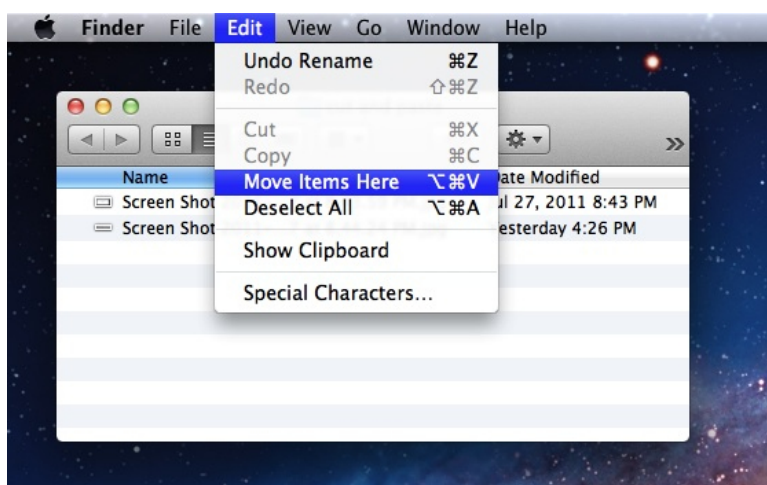 Finder File Edit View Go Window Help
Undo Rename ⌘Z
Redo ⇧⌘Z
Cut ⌘X
Copy ⌘C
Move Items Here ⌥⌘V
Deselect All ⌥⌘A
Show Clipboard
Special Characters...
Name Date Modified
Screen Shot ul 27, 2011 8:43 PM
Screen Shot esterday 4:26 PM